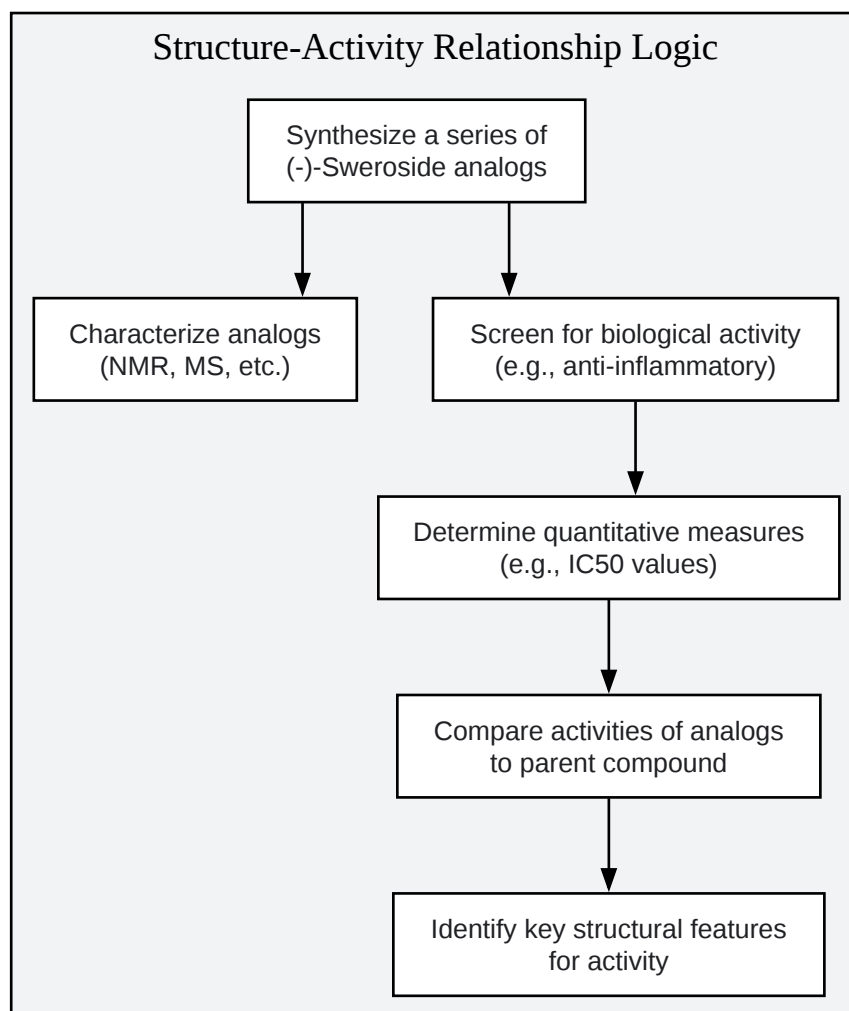 Structure-Activity Relationship Logic
Synthesize a series of
(-)-Sweroside analogs
Characterize analogs
(NMR, MS, etc.)
Screen for biological activity
(e.g., anti-inflammatory)
Determine quantitative measures
(e.g., IC50 values)
Compare activities of analogs
to parent compound
Identify key structural features
for activity